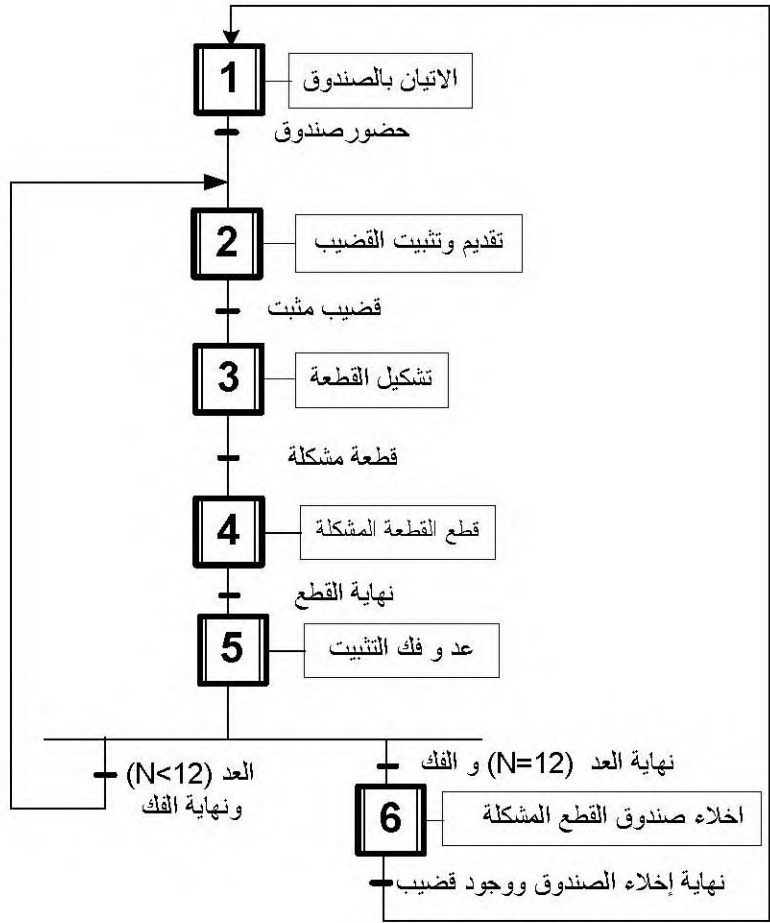 1
الاتيان بالصندوق
حضور صندوق
2
تقديم وتثبيت القضيب
قضيب مثبت
3
تشكيل القطعة
قطعة مشكلة
4
قطع القطعة المشكلة
نهاية القطع
5
عد و فك التثبيت
العد (N<12)
ونهاية الفك
نهاية العد (N=12) و الفك
6
اخلاء صندوق القطع المشكلة
نهاية إخلاء الصندوق ووجود قضيب